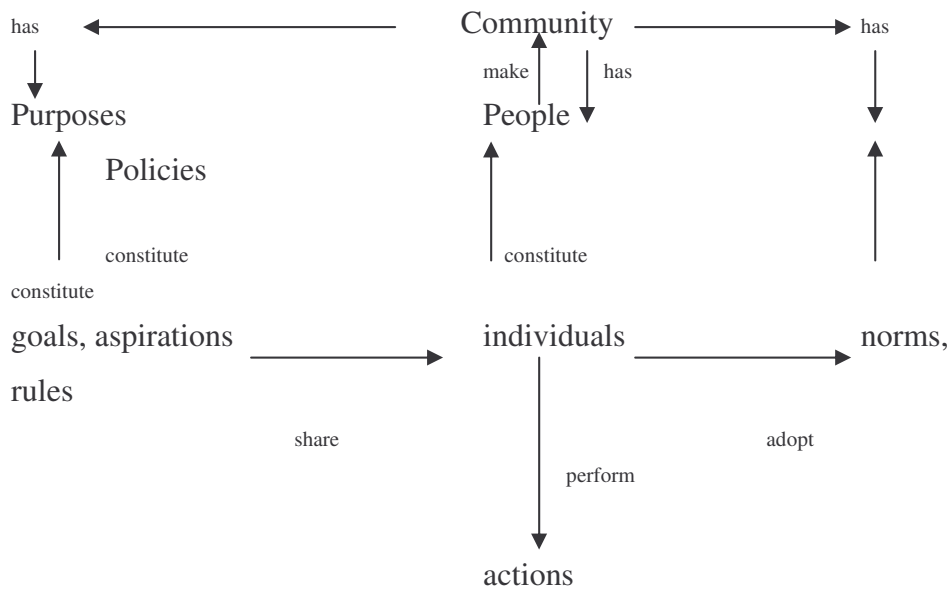 has Community has
make has
Purposes People
Policies
constitute constitute
constitute
goals, aspirations individuals norms,
rules
share adopt
perform
actions